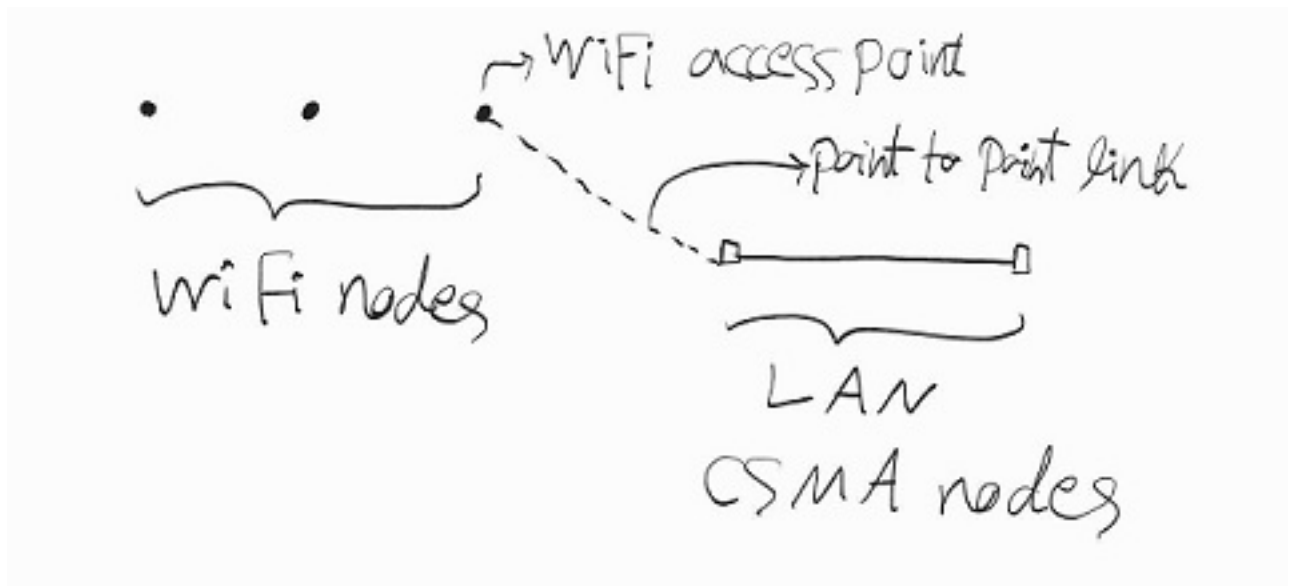 WiFi access point
point to point link
WiFi nodes
LAN
CSMA nodes